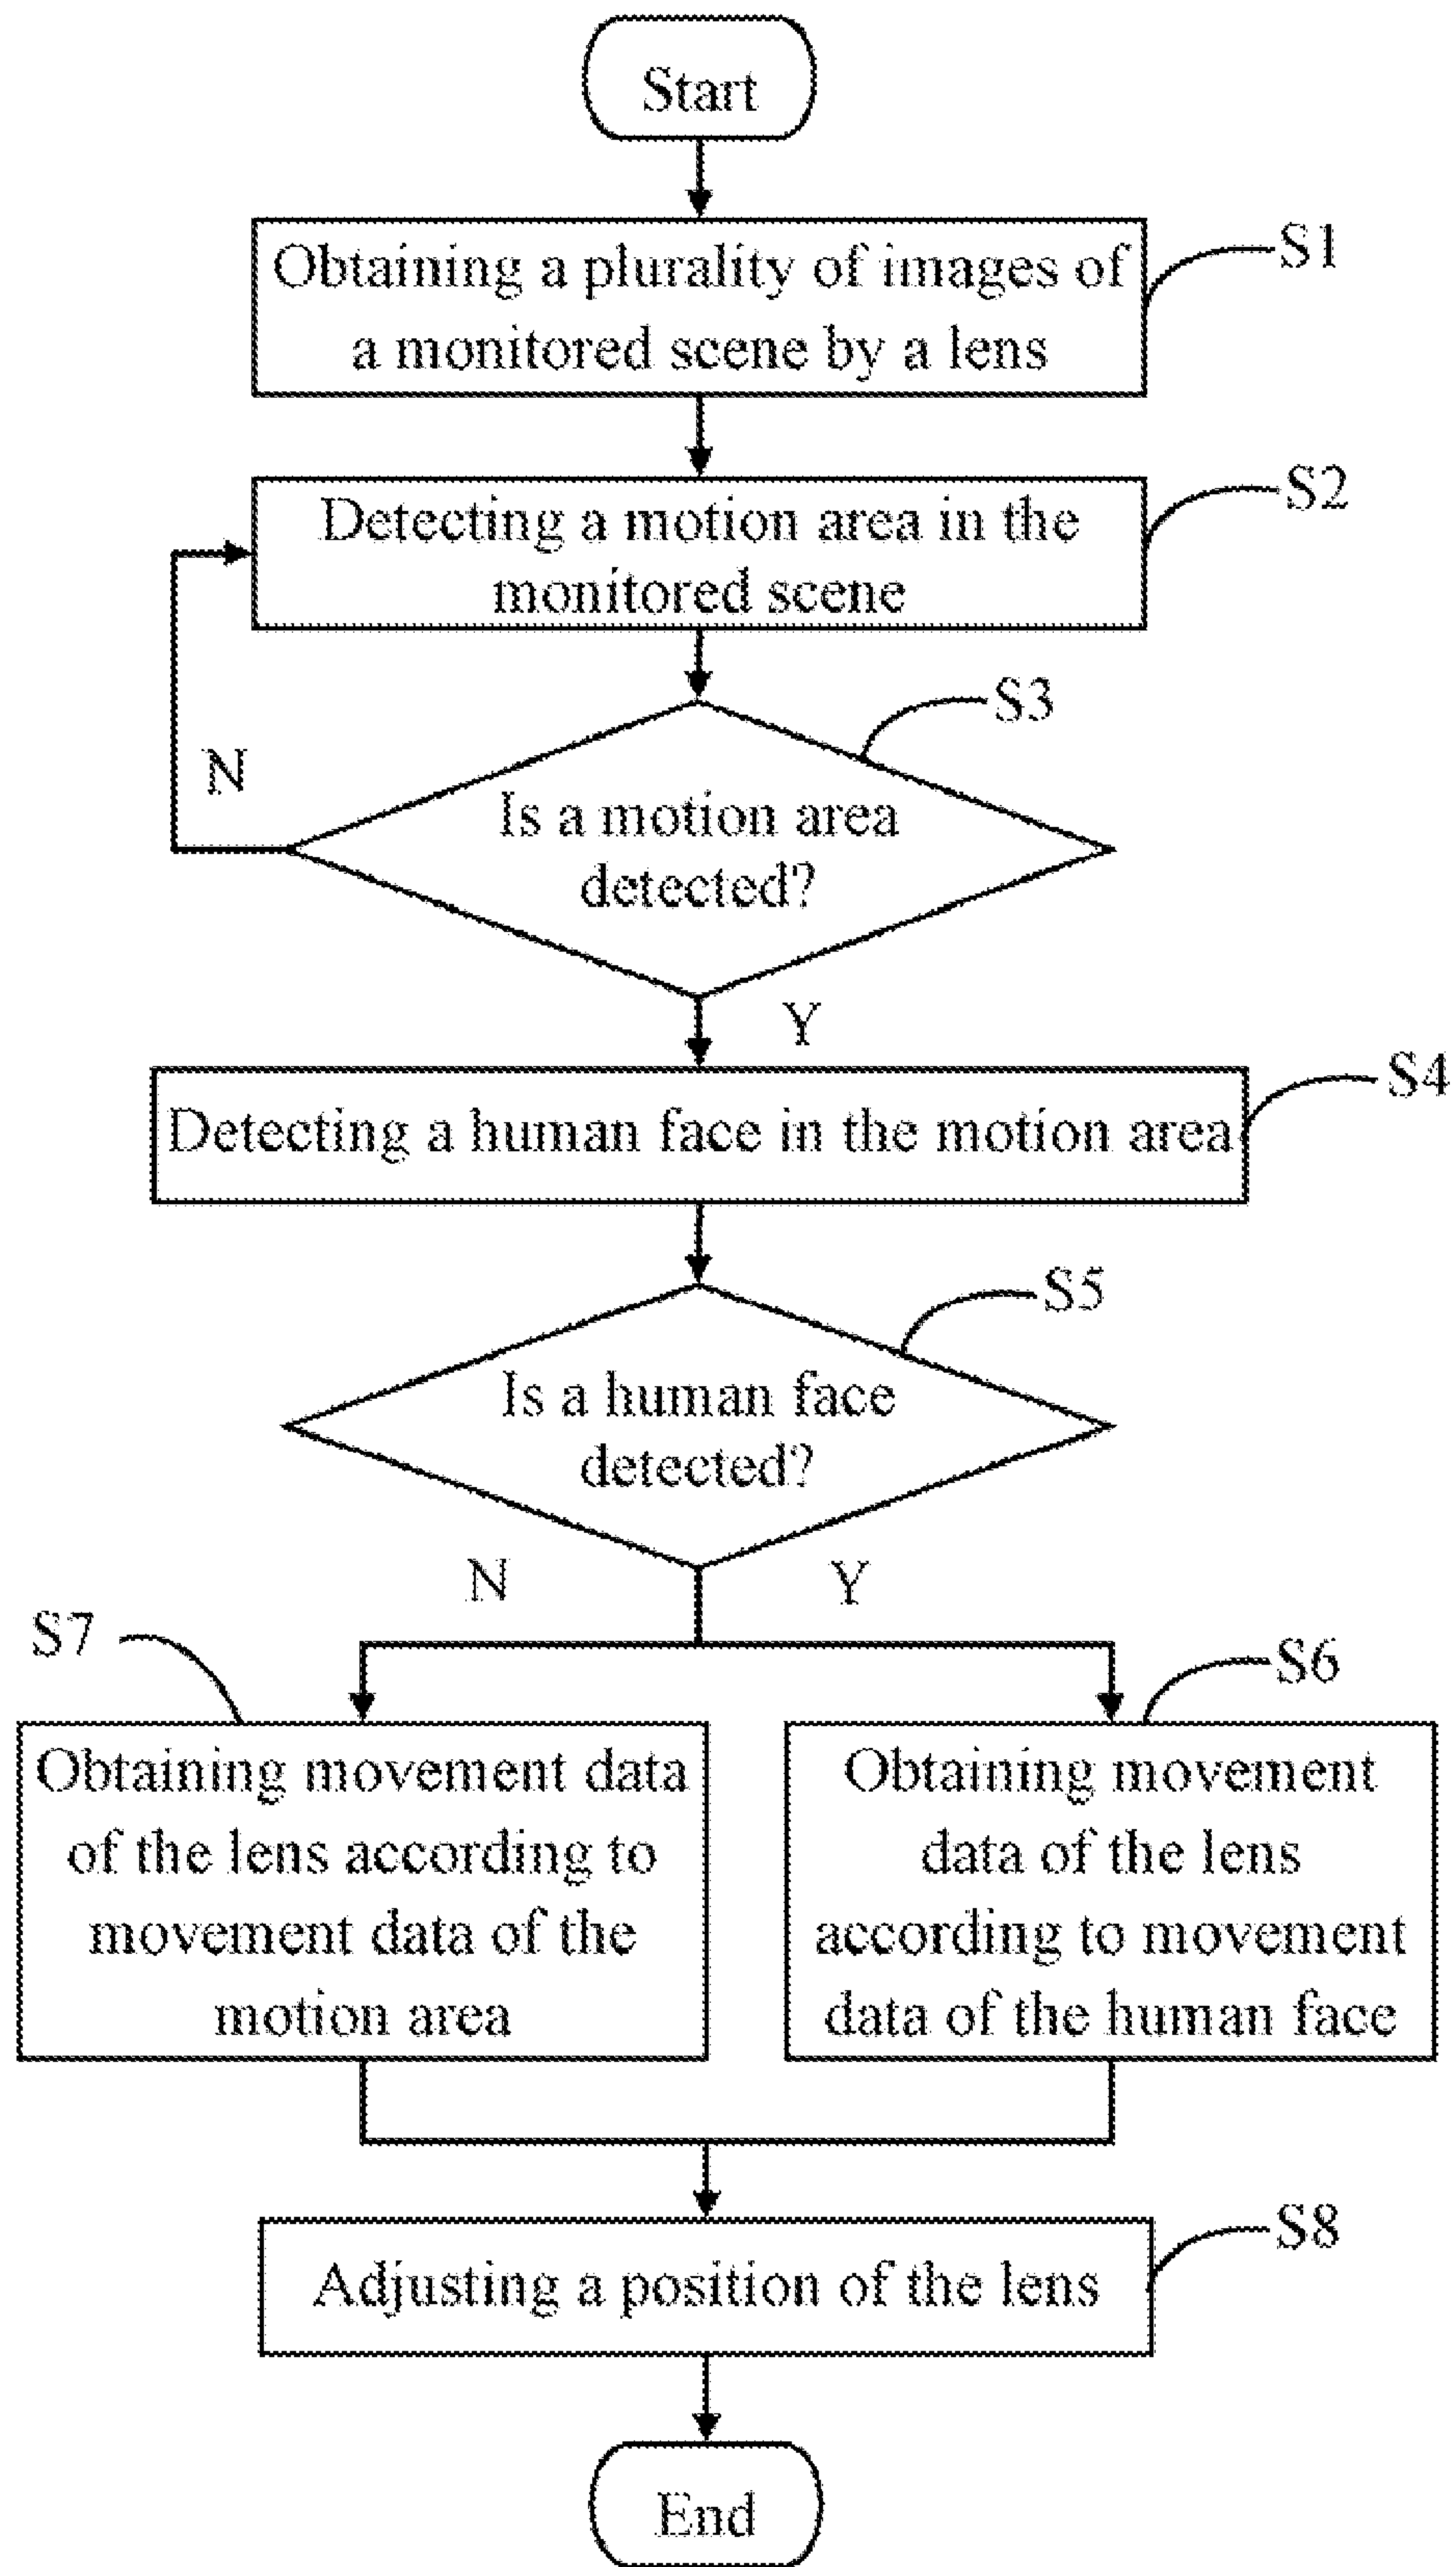 Start
Obtaining a plurality of images of
a monitored scene by a lens
S1
Detecting a motion area in the
monitored scene
S2
S3
N
Is a motion area
detected?
Y
S4
Detecting a human face in the motion area
S5
Is a human face
detected?
N
Y
S7
Obtaining movement data
of the lens according to
movement data of the
motion area
S6
Obtaining movement
data of the lens
according to movement
data of the human face
S8
Adjusting a position of the lens
End